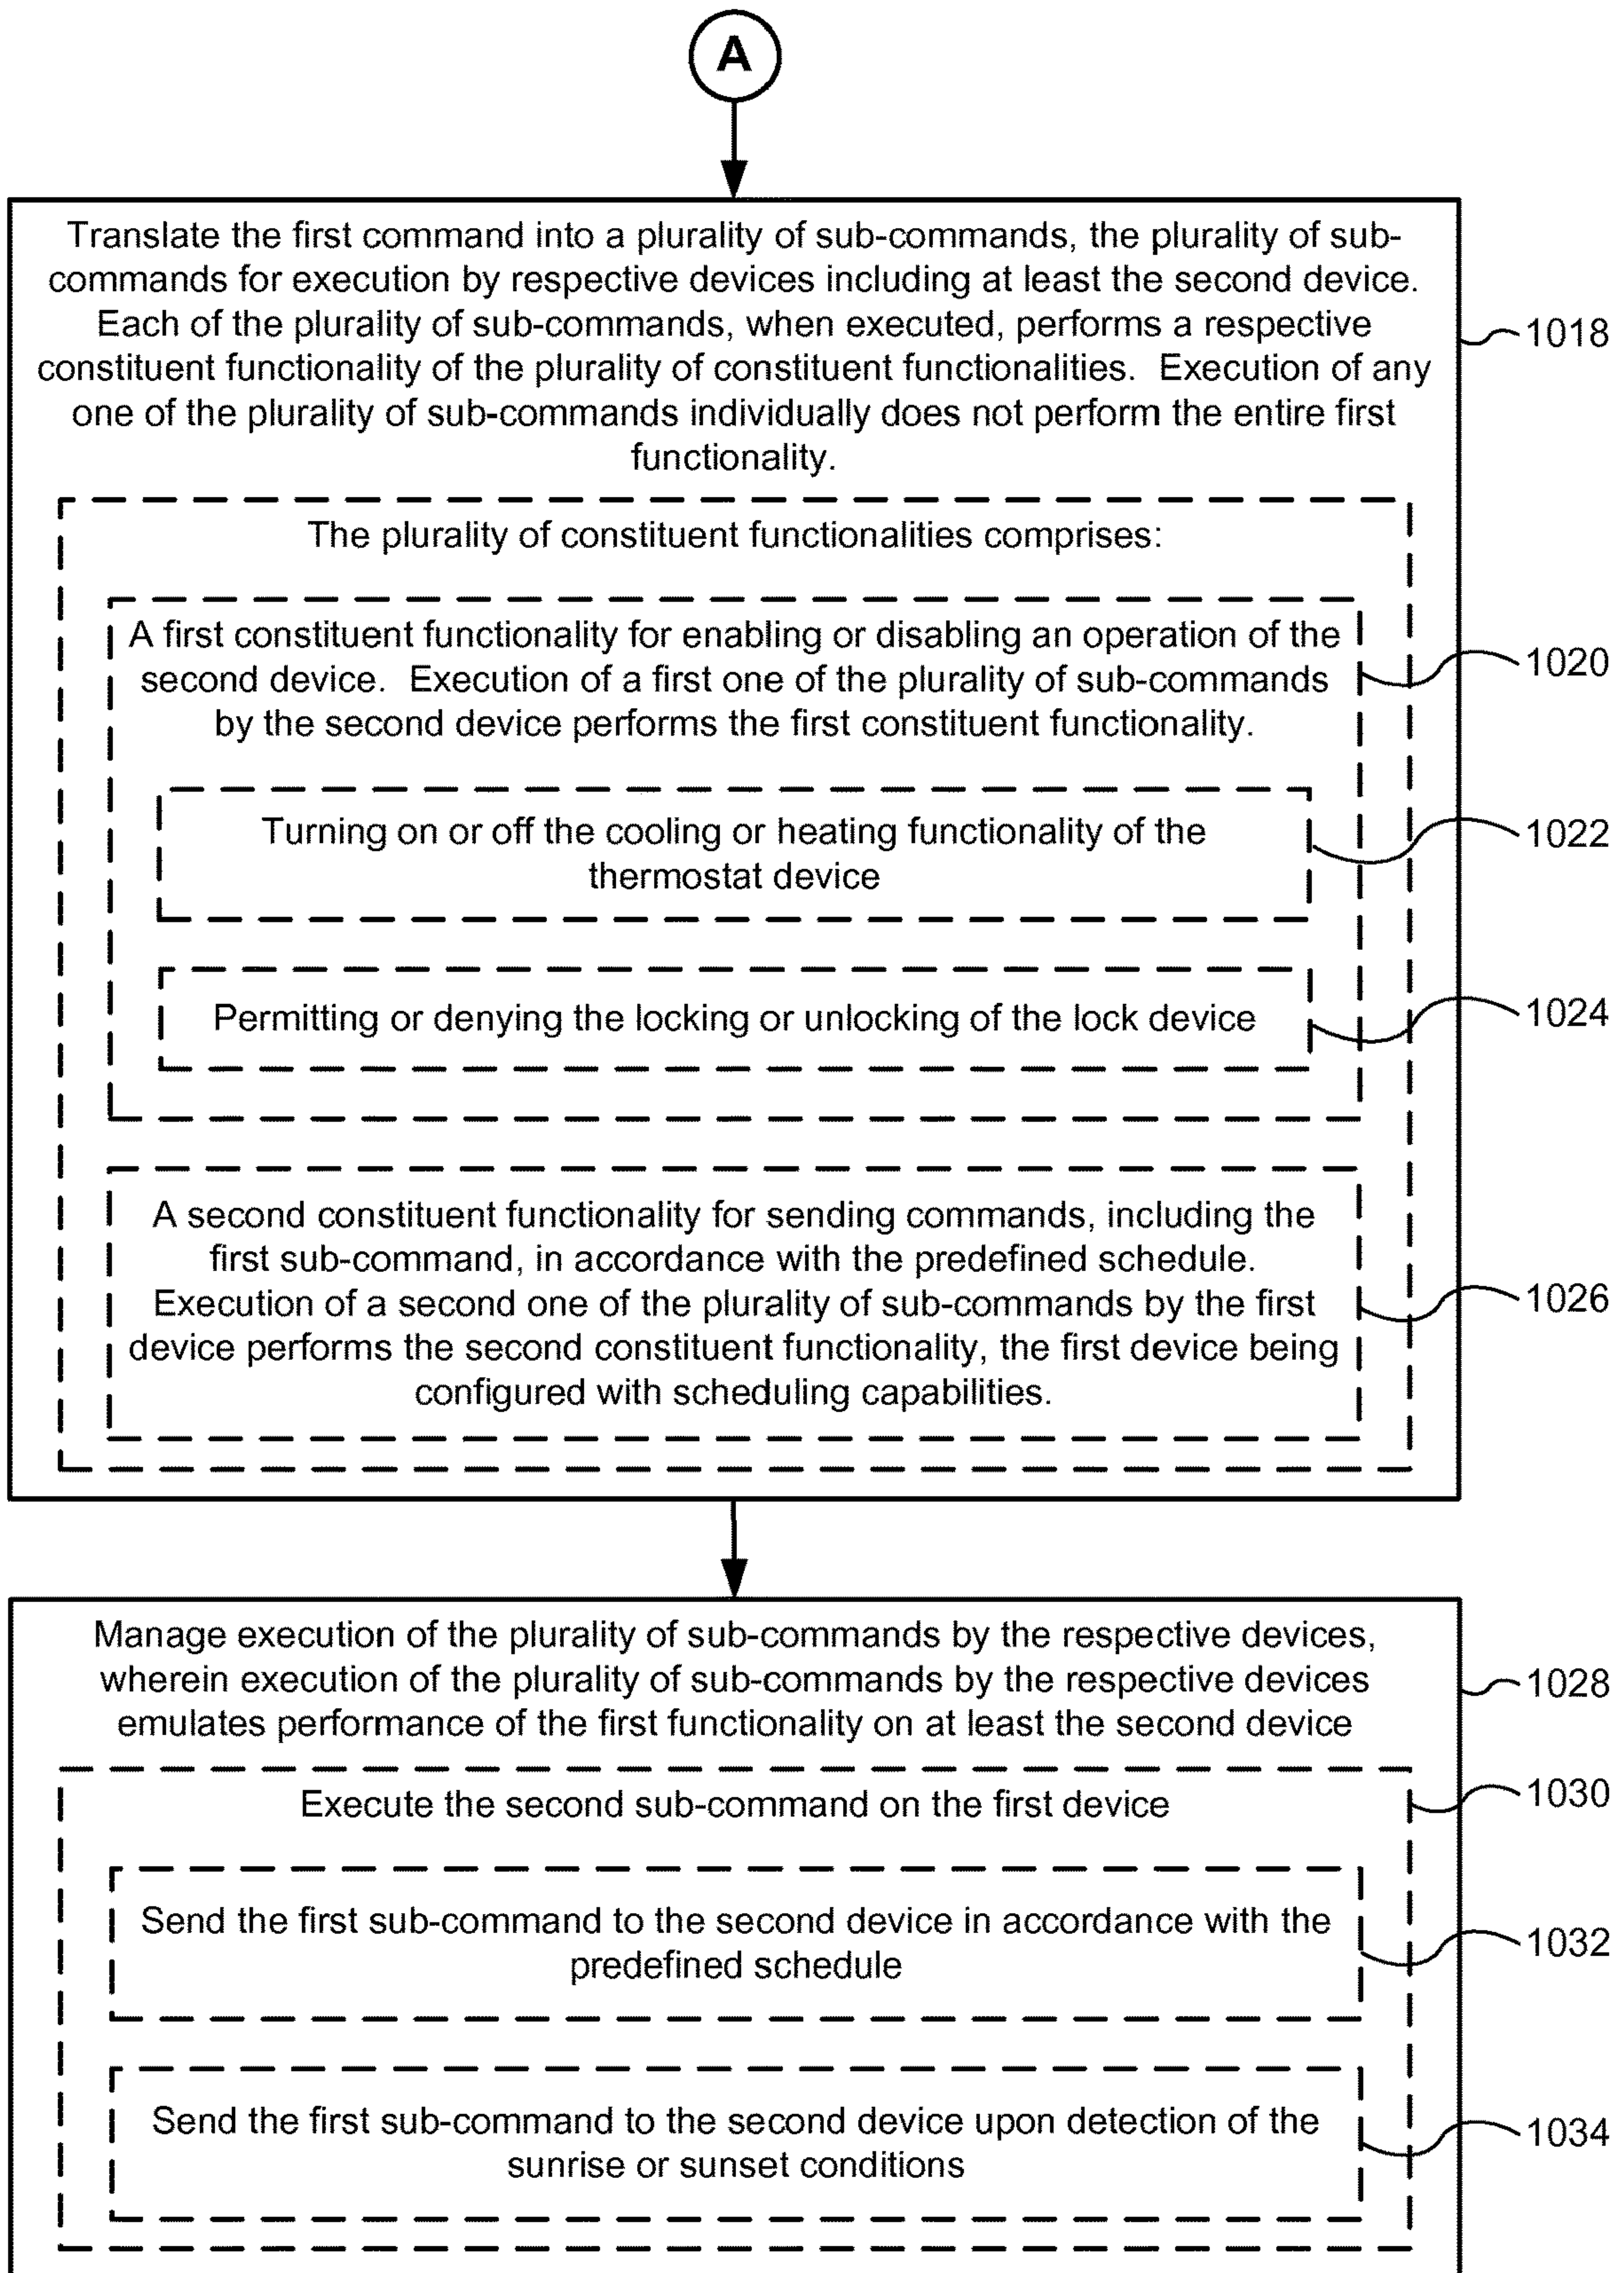 A
Translate the first command into a plurality of sub-commands, the plurality of sub-
commands for execution by respective devices including at least the second device.
Each of the plurality of sub-commands, when executed, performs a respective
constituent functionality of the plurality of constituent functionalities.  Execution of any
one of the plurality of sub-commands individually does not perform the entire first
functionality.
1018
The plurality of constituent functionalities comprises:
A first constituent functionality for enabling or disabling an operation of the
second device.  Execution of a first one of the plurality of sub-commands
by the second device performs the first constituent functionality.
1020
Turning on or off the cooling or heating functionality of the
thermostat device
1022
Permitting or denying the locking or unlocking of the lock device
1024
A second constituent functionality for sending commands, including the
first sub-command, in accordance with the predefined schedule.
Execution of a second one of the plurality of sub-commands by the first
device performs the second constituent functionality, the first device being
configured with scheduling capabilities.
1026
Manage execution of the plurality of sub-commands by the respective devices,
wherein execution of the plurality of sub-commands by the respective devices
emulates performance of the first functionality on at least the second device
1028
Execute the second sub-command on the first device
1030
Send the first sub-command to the second device in accordance with the
predefined schedule
1032
Send the first sub-command to the second device upon detection of the
sunrise or sunset conditions
1034